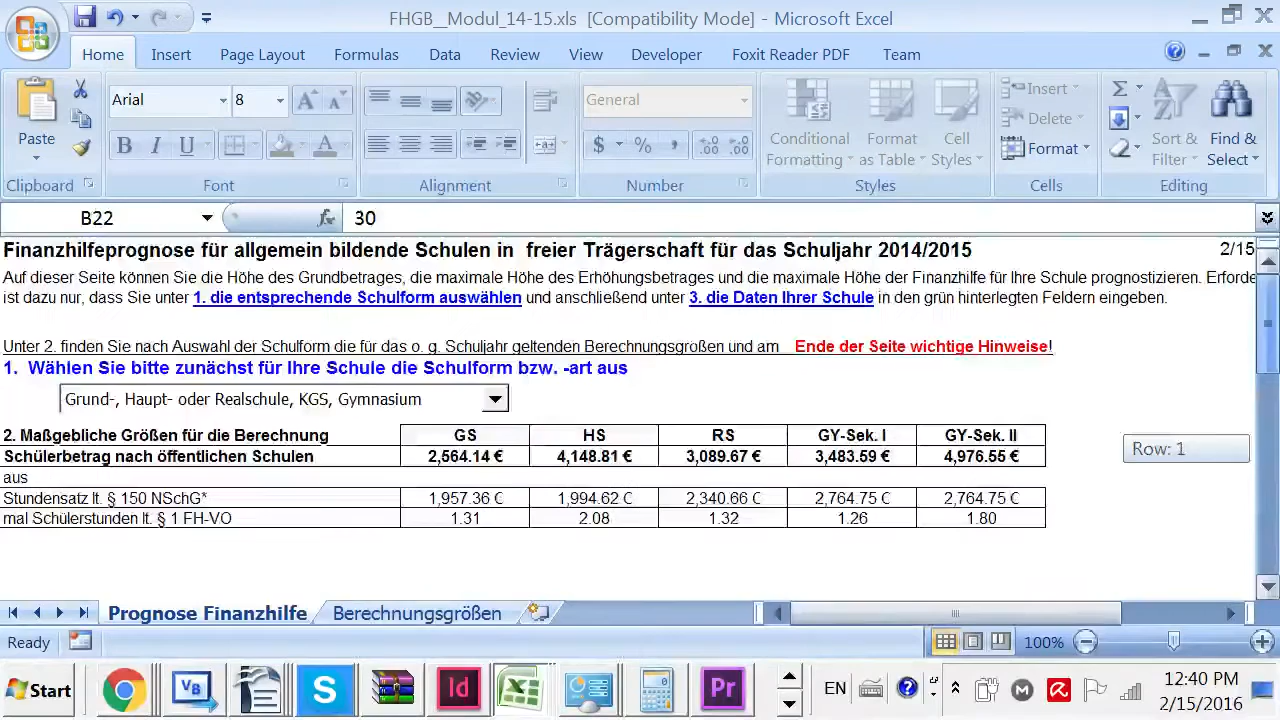 FHGB__Modul_14-15.xls [Compatibility Mode] - Microsoft Excel
Home Insert Page Layout Formulas Data Review View Developer Foxit Reader PDF Team
Arial 8 General
Paste B I U $ % Conditional Formatting Format as Table Cell Styles Insert Delete Format Sort & Filter Find & Select
Clipboard Font Alignment Number Styles Cells Editing
B22 fx 30
Finanzhilfeprognose für allgemein bildende Schulen in freier Trägerschaft für das Schuljahr 2014/2015 2/15
Auf dieser Seite können Sie die Höhe des Grundbetrages, die maximale Höhe des Erhöhungsbetrages und die maximale Höhe der Finanzhilfe für Ihre Schule prognostizieren. Erforde
ist dazu nur, dass Sie unter 1. die entsprechende Schulform auswählen und anschließend unter 3. die Daten Ihrer Schule in den grün hinterlegten Feldern eingeben.
Unter 2. finden Sie nach Auswahl der Schulform die für das o. g. Schuljahr geltenden Berechnungsgrößen und am Ende der Seite wichtige Hinweise!
1. Wählen Sie bitte zunächst für Ihre Schule die Schulform bzw. -art aus
Grund-, Haupt- oder Realschule, KGS, Gymnasium
2. Maßgebliche Größen für die Berechnung GS HS RS GY-Sek. I GY-Sek. II
Schülerbetrag nach öffentlichen Schulen 2,564.14 € 4,148.81 € 3,089.67 € 3,483.59 € 4,976.55 €
Row: 1
aus
Stundensatz lt. § 150 NSchG* 1,957.36 € 1,994.62 € 2,340.66 € 2,764.75 € 2,764.75 €
mal Schülerstunden lt. § 1 FH-VO 1.31 2.08 1.32 1.26 1.80
Prognose Finanzhilfe Berechnungsgrößen
Ready 100%
Start VB S Id Pr EN M 12:40 PM
2/15/2016